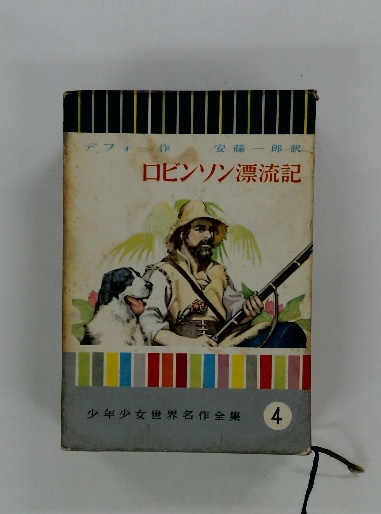 デフォー作 安藤一郎訳
ロビンソン漂流記
少年少女世界名作全集 4